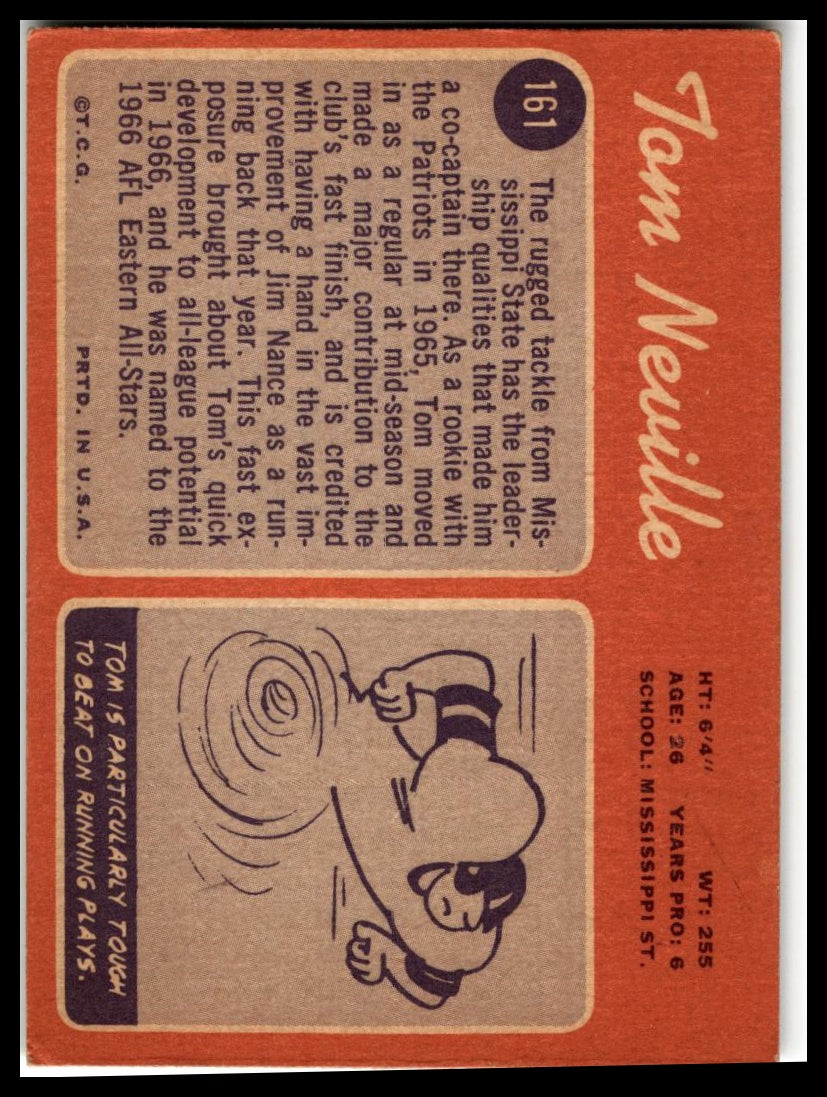 Tom Neville
HT: 6'4" WT: 255
AGE: 26 YEARS PRO: 6
SCHOOL: MISSISSIPPI ST.
161
The rugged tackle from Mis-
sissippi State has the leader-
ship qualities that made him
a co-captain there. As a rookie with
the Patriots in 1965, Tom moved
in as a regular at mid-season and
made a major contribution to the
club's fast finish, and is credited
with having a hand in the vast im-
provement of Jim Nance as a run-
ning back that year. This fast ex-
posure brought about Tom's quick
development to all-league potential
in 1966, and he was named to the
1966 AFL Eastern All-Stars.
©T.C.G. PRTD. IN U.S.A.
TOM IS PARTICULARLY TOUGH
TO BEAT ON RUNNING PLAYS.